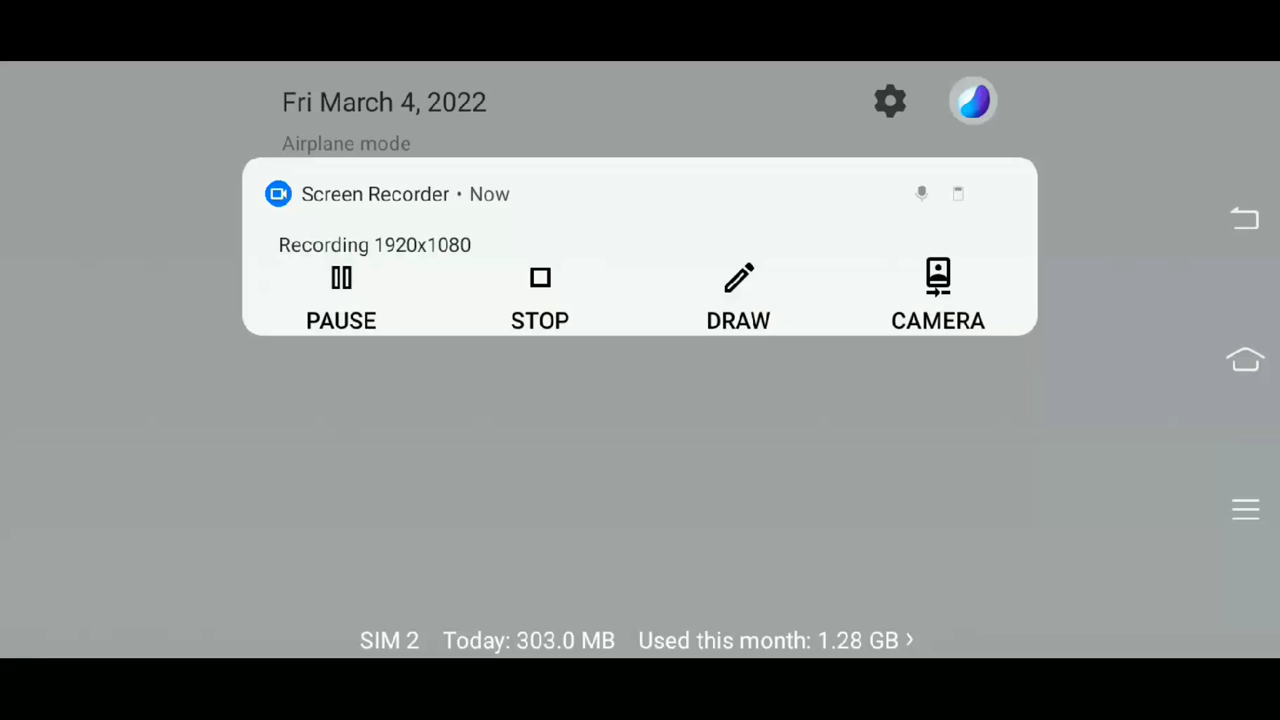 Fri March 4, 2022
Airplane mode
Screen Recorder • Now
Recording 1920x1080
PAUSE STOP DRAW CAMERA
SIM 2 Today: 303.0 MB Used this month: 1.28 GB ›